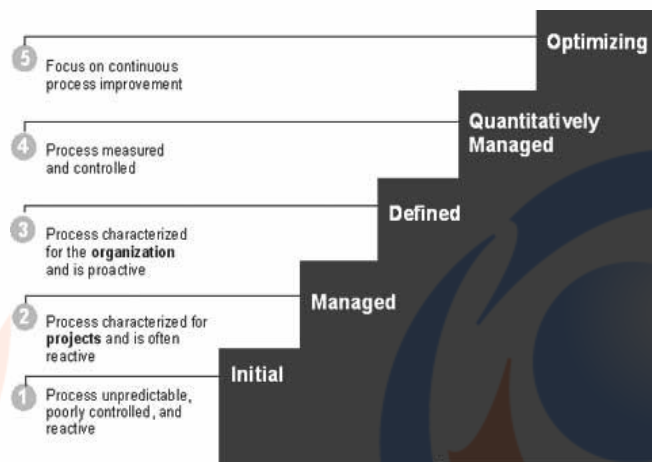 5
Optimizing
Focus on continuous
process improvement
4
Quantitatively
Managed
Process measured
and controlled
3
Defined
Process characterized
for the organization
and is proactive
2
Managed
Process characterized for
projects and is often
reactive
1
Initial
Process unpredictable,
poorly controlled, and
reactive